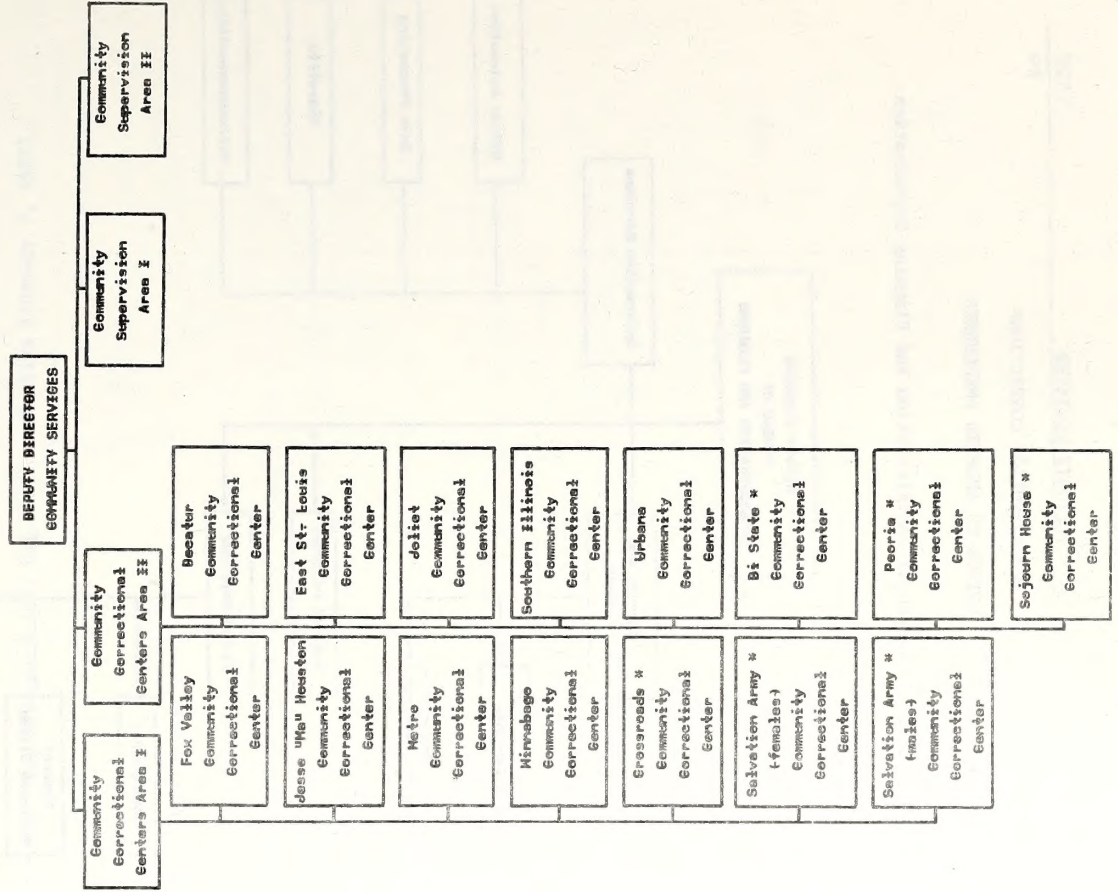 DEPUTY DIRECTOR
COMMUNITY SERVICES
Community
Correctional
Centers Area I
Community
Correctional
Centers Area II
Community
Supervision
Area I
Community
Supervision
Area II
Fox Valley
Community
Correctional
Center
Jesse "Ma" Houston
Community
Correctional
Center
Metro
Community
Correctional
Center
Winnebago
Community
Correctional
Center
Crossroads *
Community
Correctional
Center
Salvation Army *
(females)
Community
Correctional
Center
Salvation Army *
(males)
Community
Correctional
Center
Decatur
Community
Correctional
Center
East St. Louis
Community
Correctional
Center
Joliet
Community
Correctional
Center
Southern Illinois
Community
Correctional
Center
Urbana
Community
Correctional
Center
Bi State *
Community
Correctional
Center
Peoria *
Community
Correctional
Center
Sojourn House *
Community
Correctional
Center